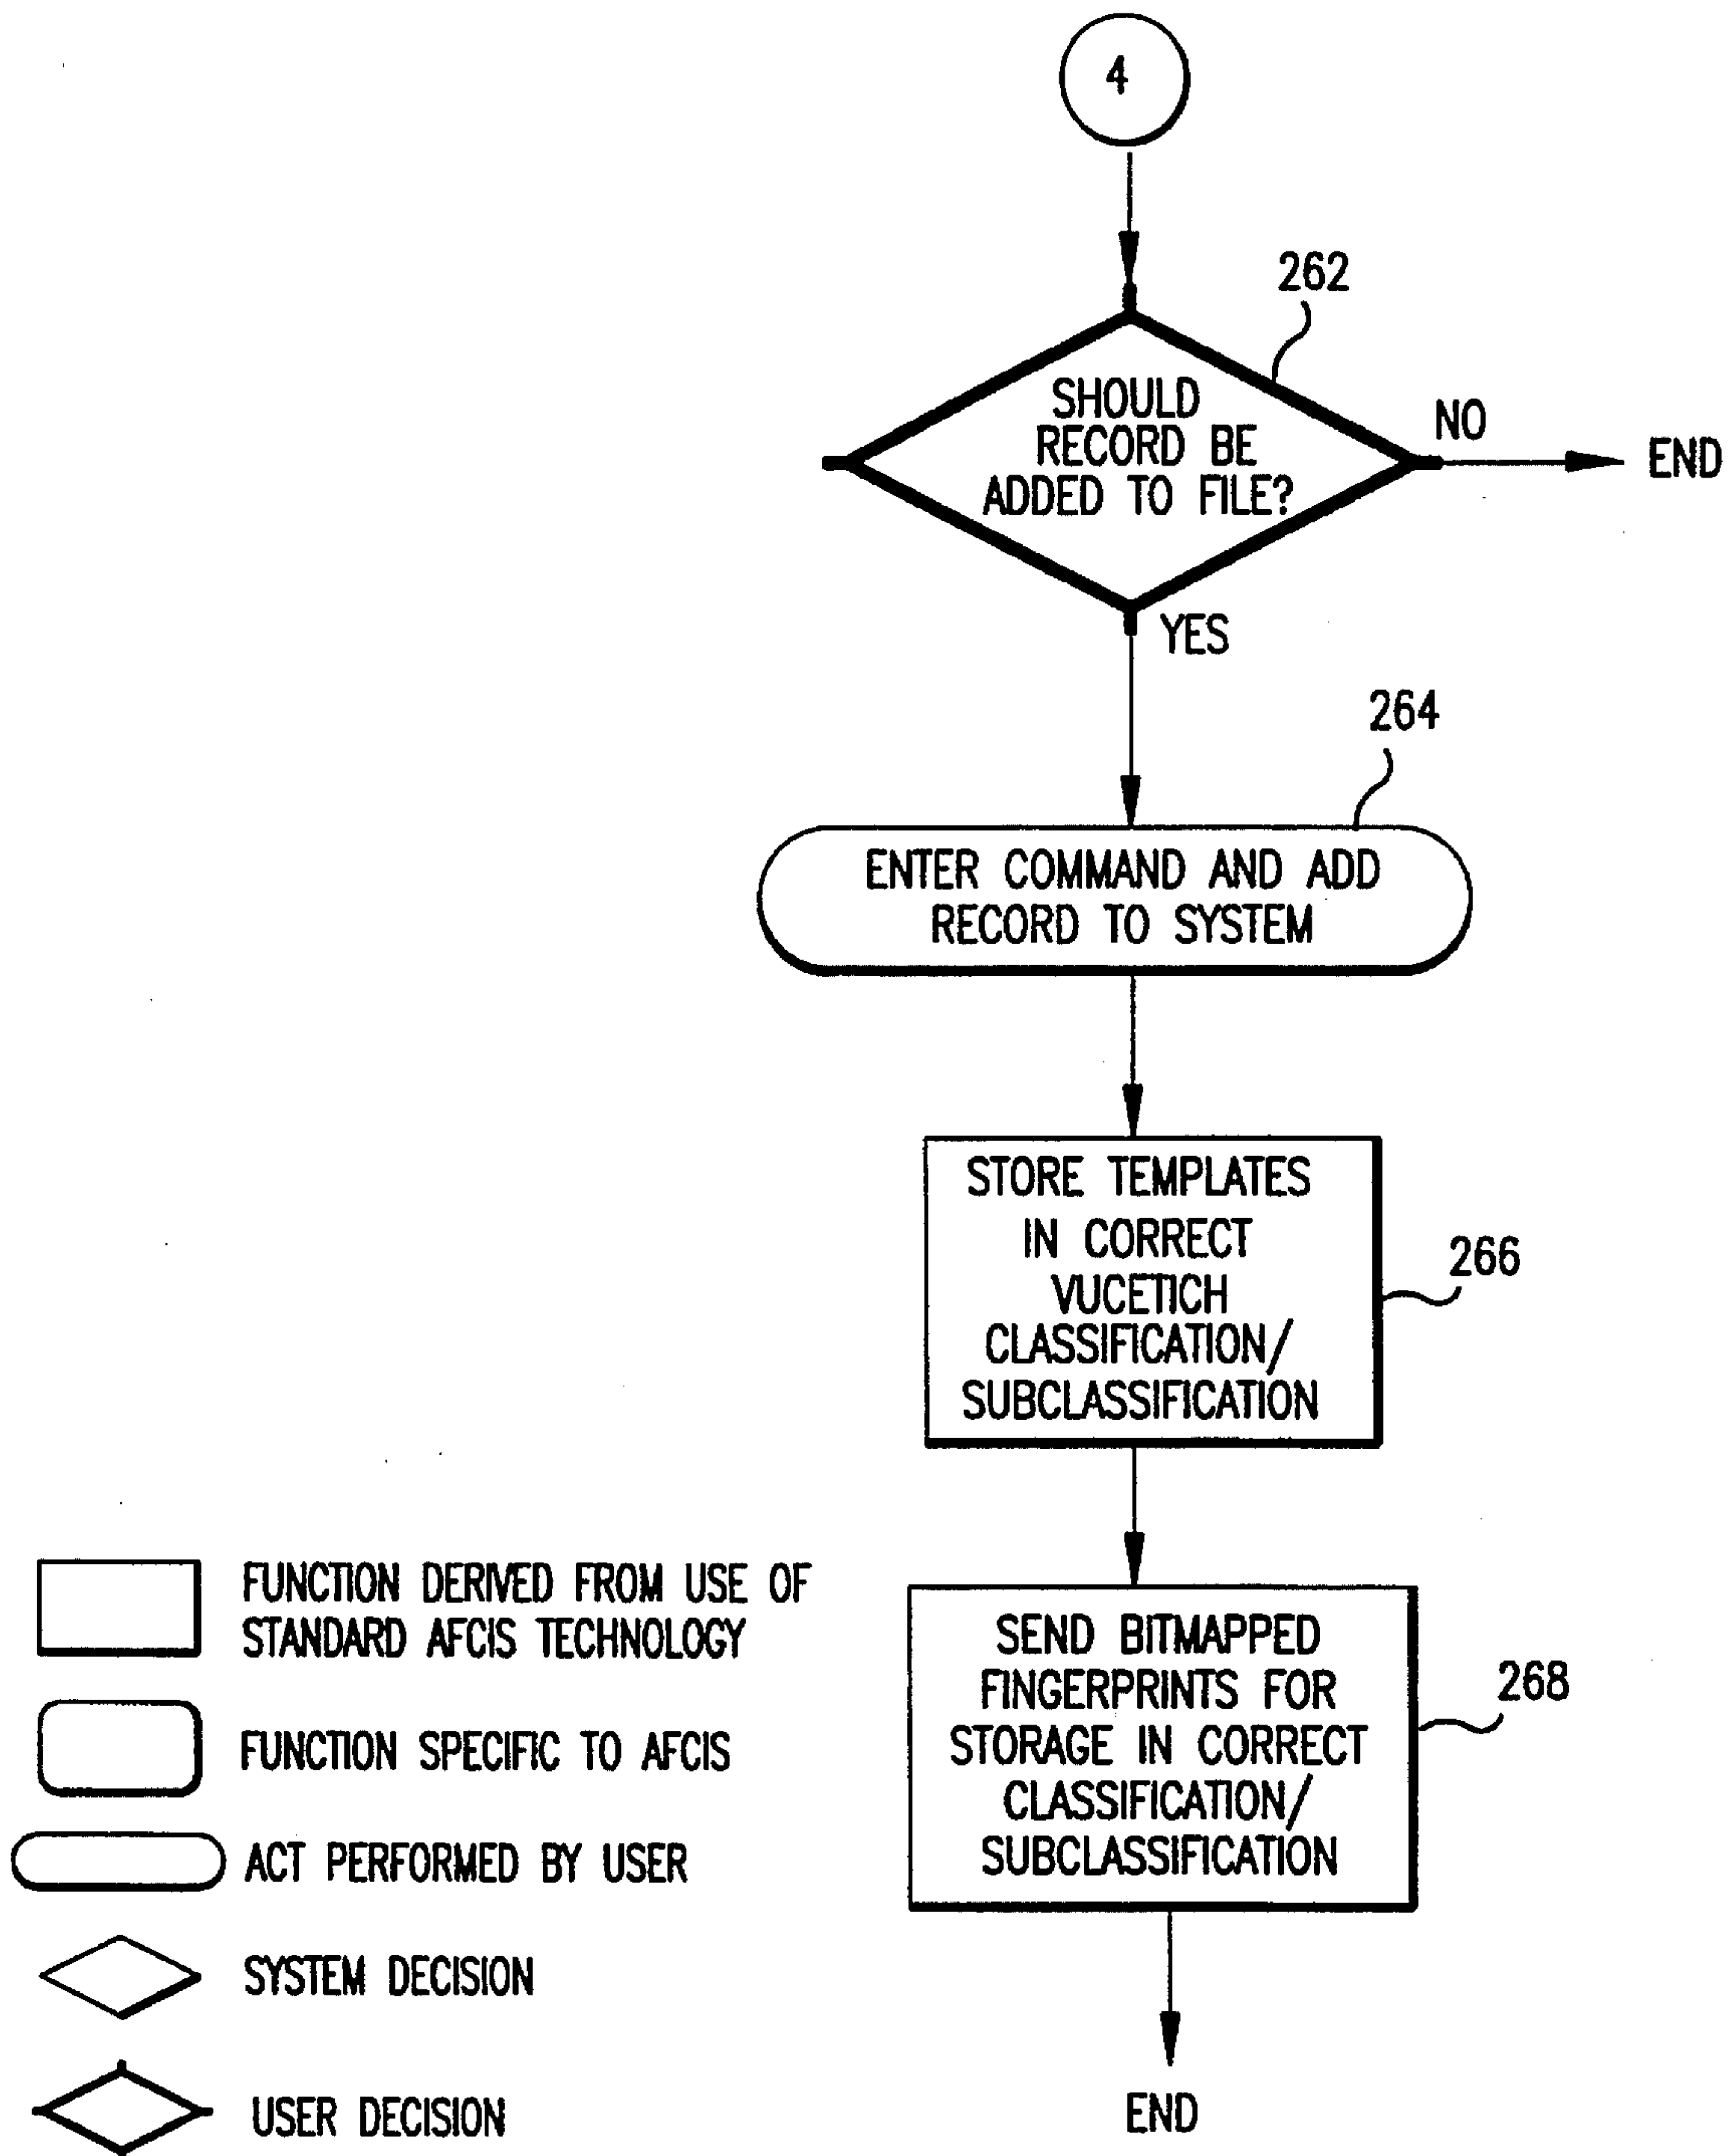 4
262
SHOULD
RECORD BE
ADDED TO FILE?
NO
END
YES
264
ENTER COMMAND AND ADD
RECORD TO SYSTEM
STORE TEMPLATES
IN CORRECT
VUCETICH
CLASSIFICATION/
SUBCLASSIFICATION
266
SEND BITMAPPED
FINGERPRINTS FOR
STORAGE IN CORRECT
CLASSIFICATION/
SUBCLASSIFICATION
268
END
FUNCTION DERIVED FROM USE OF
STANDARD AFCIS TECHNOLOGY
FUNCTION SPECIFIC TO AFCIS
ACT PERFORMED BY USER
SYSTEM DECISION
USER DECISION